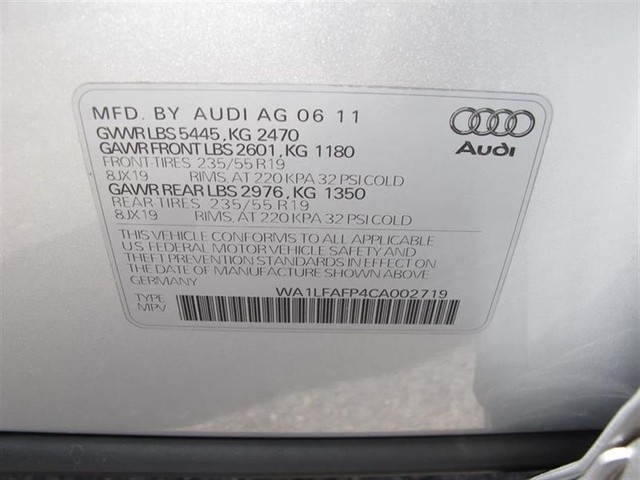 MFD. BY AUDI AG 06 11
GVWR LBS 5445, KG 2470
GAWR FRONT LBS 2601, KG 1180
FRONT TIRES 235/55 R19
8JX19 RIMS, AT 220 KPA 32 PSI COLD
GAWR REAR LBS 2976, KG 1350
REAR TIRES 235/55 R19
8JX19 RIMS, AT 220 KPA 32 PSI COLD
Audi
THIS VEHICLE CONFORMS TO ALL APPLICABLE
U.S. FEDERAL MOTOR VEHICLE SAFETY AND
THEFT PREVENTION STANDARDS IN EFFECT ON
THE DATE OF MANUFACTURE SHOWN ABOVE
GERMANY WA1LFAFP4CA002719
TYPE
MPV